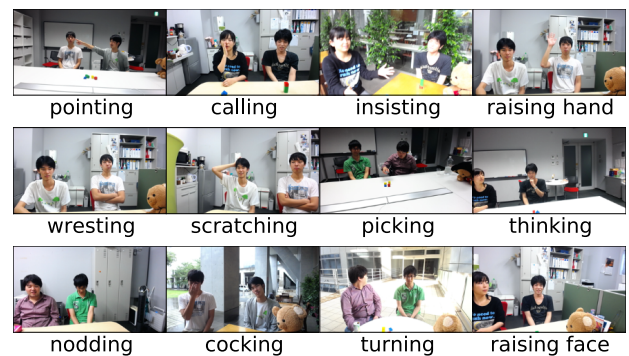 pointing calling insisting raising hand
wresting scratching picking thinking
nodding cocking turning raising face